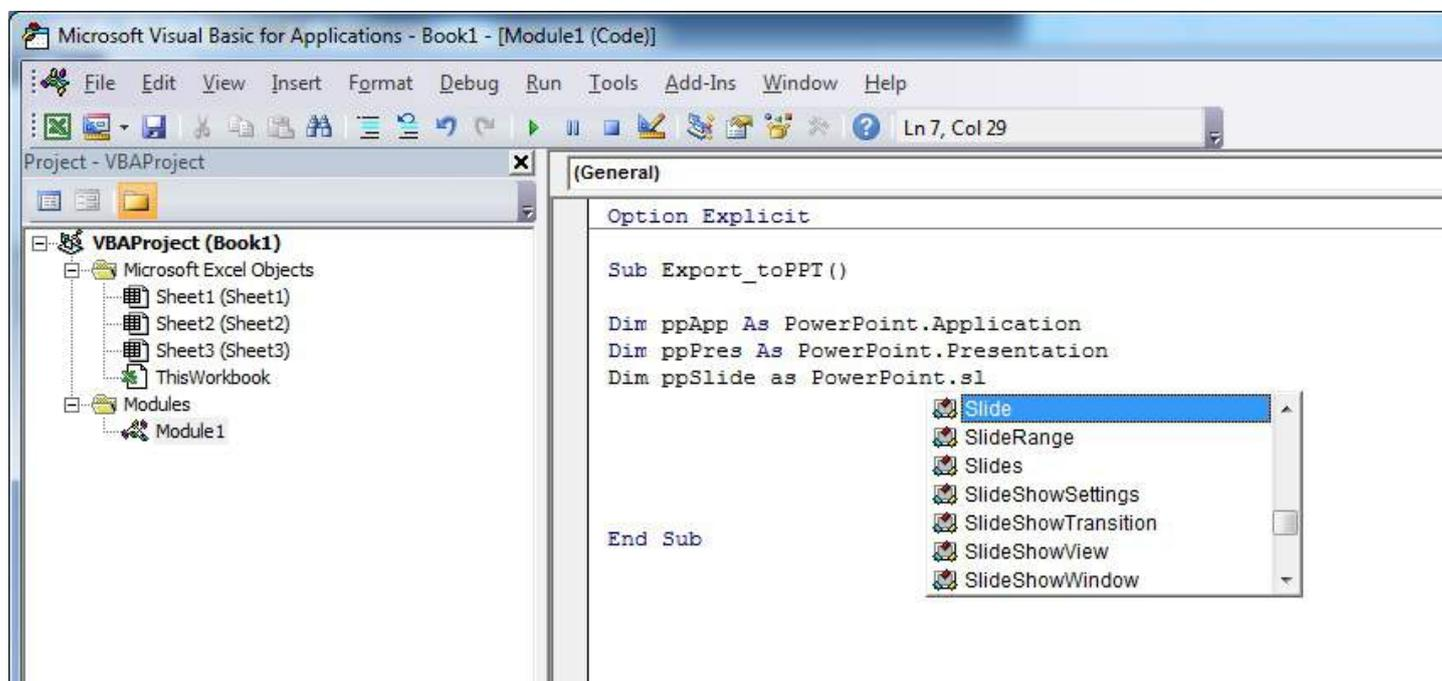 Microsoft Visual Basic for Applications - Book1 - [Module1 (Code)]
File Edit View Insert Format Debug Run Tools Add-Ins Window Help
Ln 7, Col 29
Project - VBAProject
VBAProject (Book1)
Microsoft Excel Objects
Sheet1 (Sheet1)
Sheet2 (Sheet2)
Sheet3 (Sheet3)
ThisWorkbook
Modules
Module1
(General)
Option Explicit
Sub Export_toPPT()
Dim ppApp As PowerPoint.Application
Dim ppPres As PowerPoint.Presentation
Dim ppSlide as PowerPoint.sl
Slide
SlideRange
Slides
SlideShowSettings
SlideShowTransition
SlideShowView
SlideShowWindow
End Sub